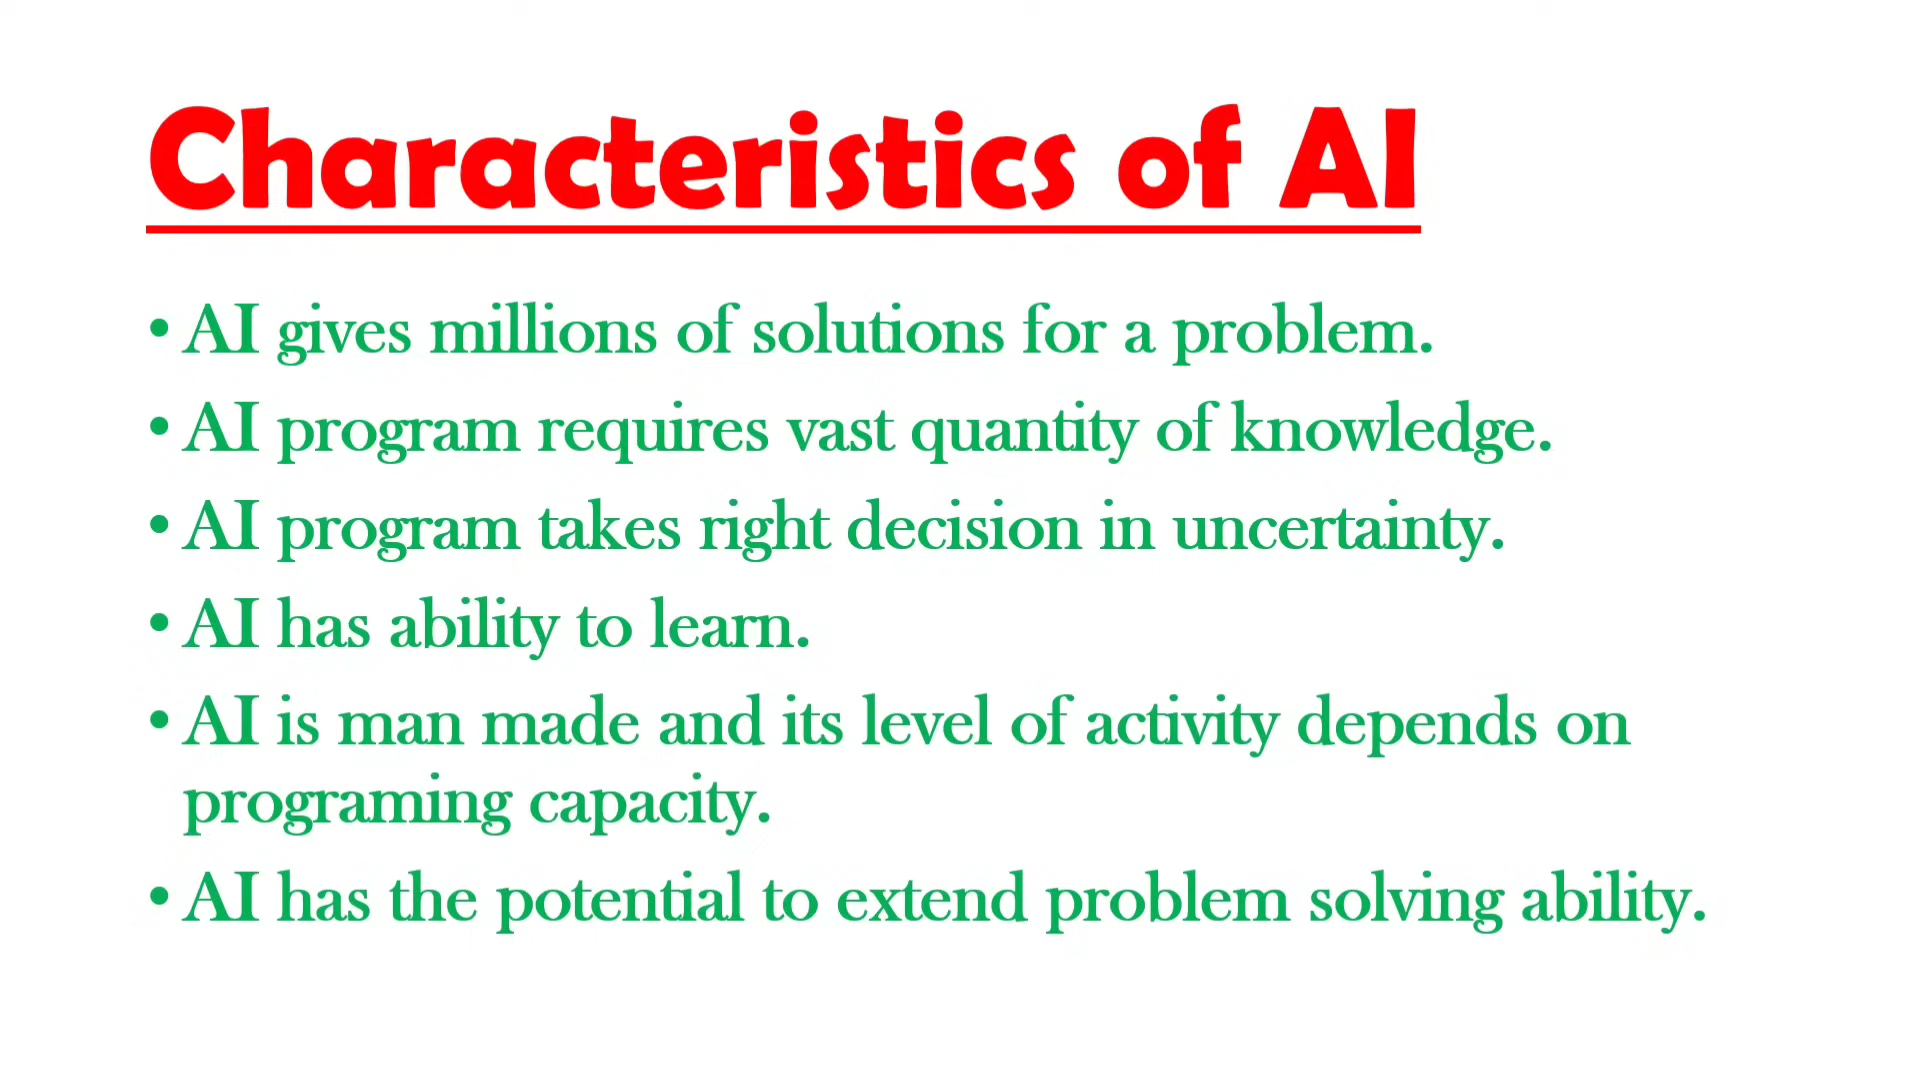 Characteristics of AI
• AI gives millions of solutions for a problem.
• AI program requires vast quantity of knowledge.
• AI program takes right decision in uncertainty.
• AI has ability to learn.
• AI is man made and its level of activity depends on
programing capacity.
• AI has the potential to extend problem solving ability.